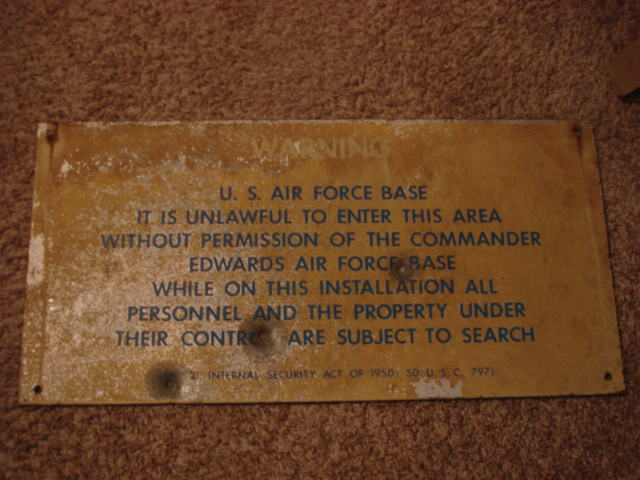 WARNING
U. S. AIR FORCE BASE
IT IS UNLAWFUL TO ENTER THIS AREA
WITHOUT PERMISSION OF THE COMMANDER
EDWARDS AIR FORCE BASE
WHILE ON THIS INSTALLATION ALL
PERSONNEL AND THE PROPERTY UNDER
THEIR CONTRO ARE SUBJECT TO SEARCH
21, INTERNAL SECURITY ACT OF 1950; 50 U.S.C. 797)